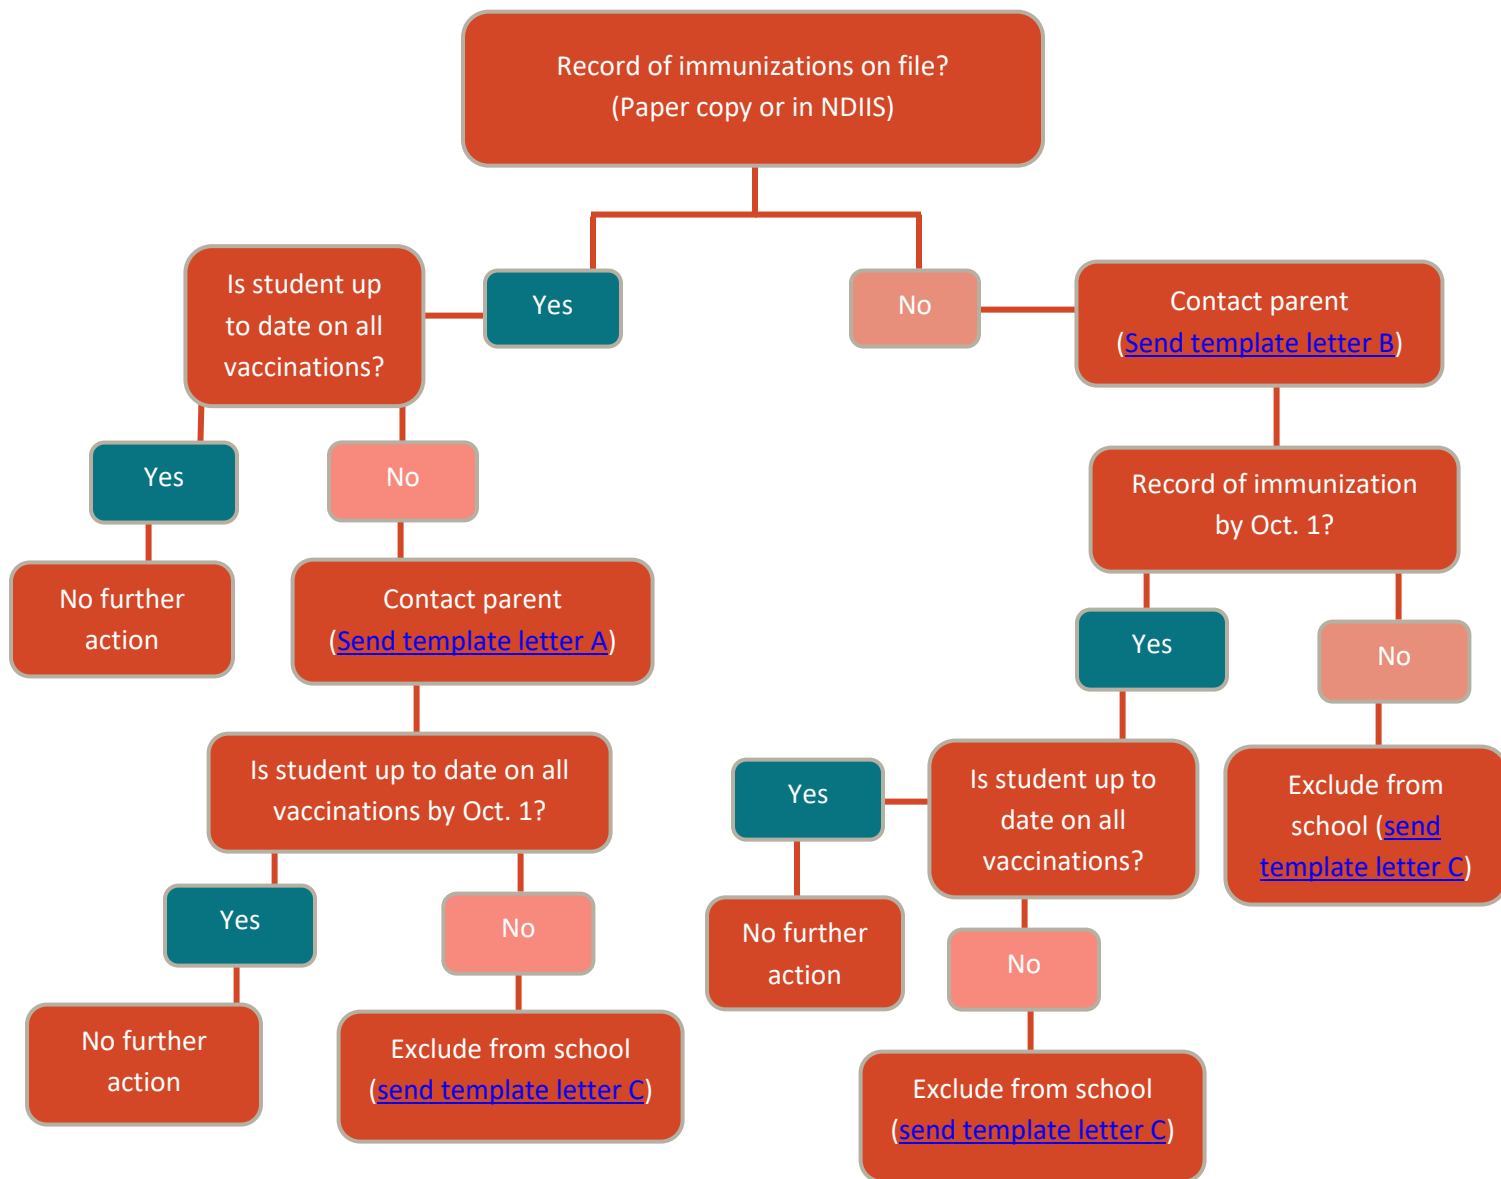 Record of immunizations on file?
(Paper copy or in NDIIS)
Yes
No
Is student up
to date on all
vaccinations?
Contact parent
(Send template letter B)
Yes
No
Record of immunization
by Oct. 1?
No further
action
Contact parent
(Send template letter A)
Yes
No
Is student up to date on all
vaccinations by Oct. 1?
Yes
Is student up to
date on all
vaccinations?
Exclude from
school (send
template letter C)
Yes
No
No further
action
No
No further
action
Exclude from school
(send template letter C)
Exclude from school
(send template letter C)